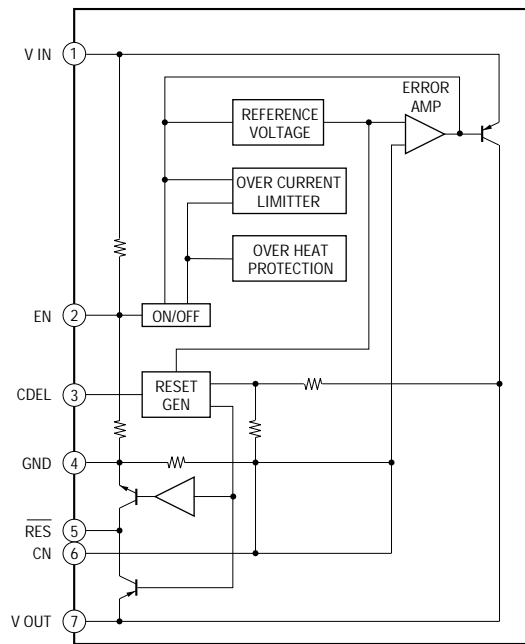 V IN 1
ERROR
AMP
REFERENCE
VOLTAGE
OVER CURRENT
LIMITTER
OVER HEAT
PROTECTION
EN 2
ON/OFF
CDEL 3
RESET
GEN
GND 4
RES 5
CN 6
V OUT 7